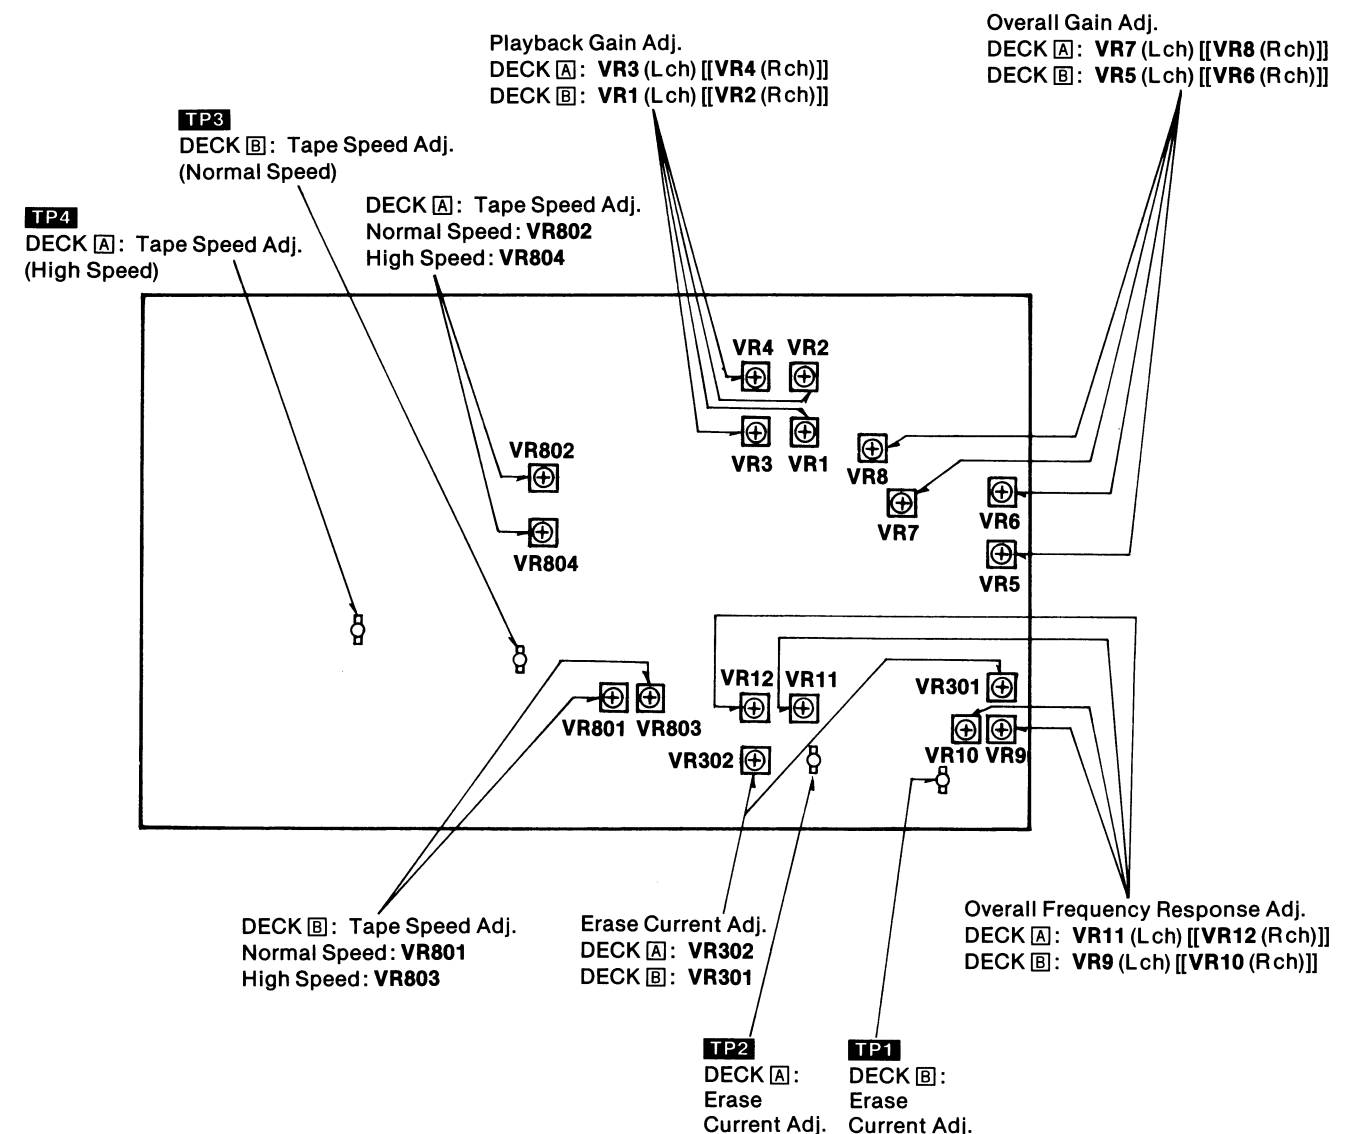 Overall Gain Adj.
DECK A: VR7 (Lch) [[VR8 (Rch)]]
DECK B: VR5 (Lch) [[VR6 (Rch)]]
Playback Gain Adj.
DECK A: VR3 (Lch) [[VR4 (Rch)]]
DECK B: VR1 (Lch) [[VR2 (Rch)]]
TP3
DECK B: Tape Speed Adj.
(Normal Speed)
TP4
DECK A: Tape Speed Adj.
(High Speed)
DECK A: Tape Speed Adj.
Normal Speed: VR802
High Speed: VR804
VR4 VR2
VR3 VR1
VR802
VR8
VR7
VR6
VR804
VR5
VR12 VR11
VR301
VR801 VR803
VR302
VR10 VR9
DECK B: Tape Speed Adj.
Normal Speed: VR801
High Speed: VR803
Erase Current Adj.
DECK A: VR302
DECK B: VR301
Overall Frequency Response Adj.
DECK A: VR11 (Lch) [[VR12 (Rch)]]
DECK B: VR9 (Lch) [[VR10 (Rch)]]
TP2
DECK A:
Erase
Current Adj.
TP1
DECK B:
Erase
Current Adj.